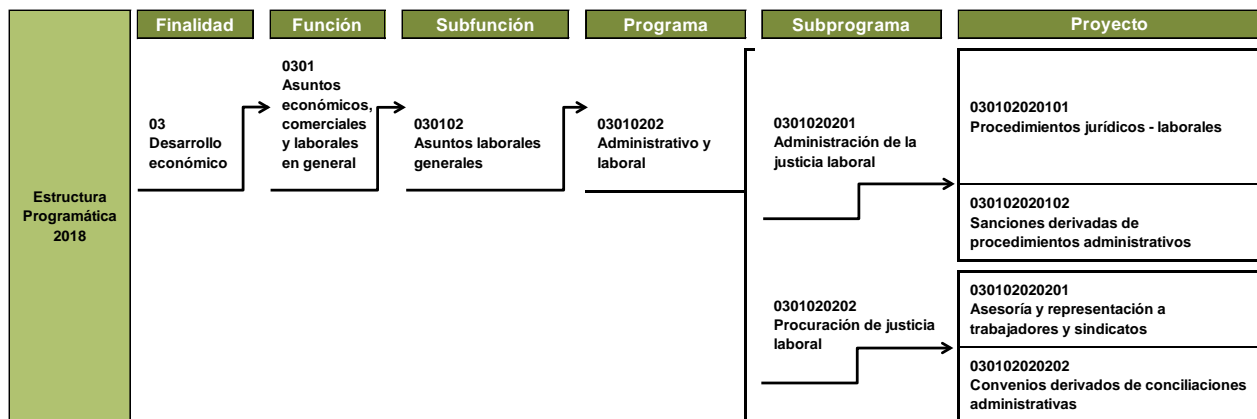 Finalidad
Función
Subfunción
Programa
Subprograma
Proyecto
Estructura
Programática
2018
03
Desarrollo
económico
0301
Asuntos
económicos,
comerciales
y laborales
en general
030102
Asuntos laborales
generales
03010202
Administrativo y
laboral
0301020201
Administración de la
justicia laboral
030102020101
Procedimientos jurídicos - laborales
030102020102
Sanciones derivadas de
procedimientos administrativos
0301020202
Procuración de justicia
laboral
030102020201
Asesoría y representación a
trabajadores y sindicatos
030102020202
Convenios derivados de conciliaciones
administrativas